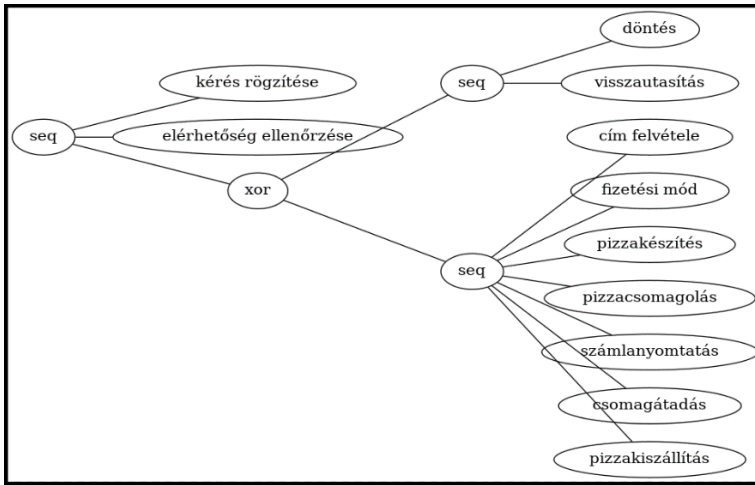 döntés
seq
kérés rögzítése
visszautasítás
seq
elérhetőség ellenőrzése
cím felvétele
xor
fizetési mód
pizzakészítés
seq
pizzacsomagolás
számlanyomtatás
csomagátadás
pizzakiszállítás